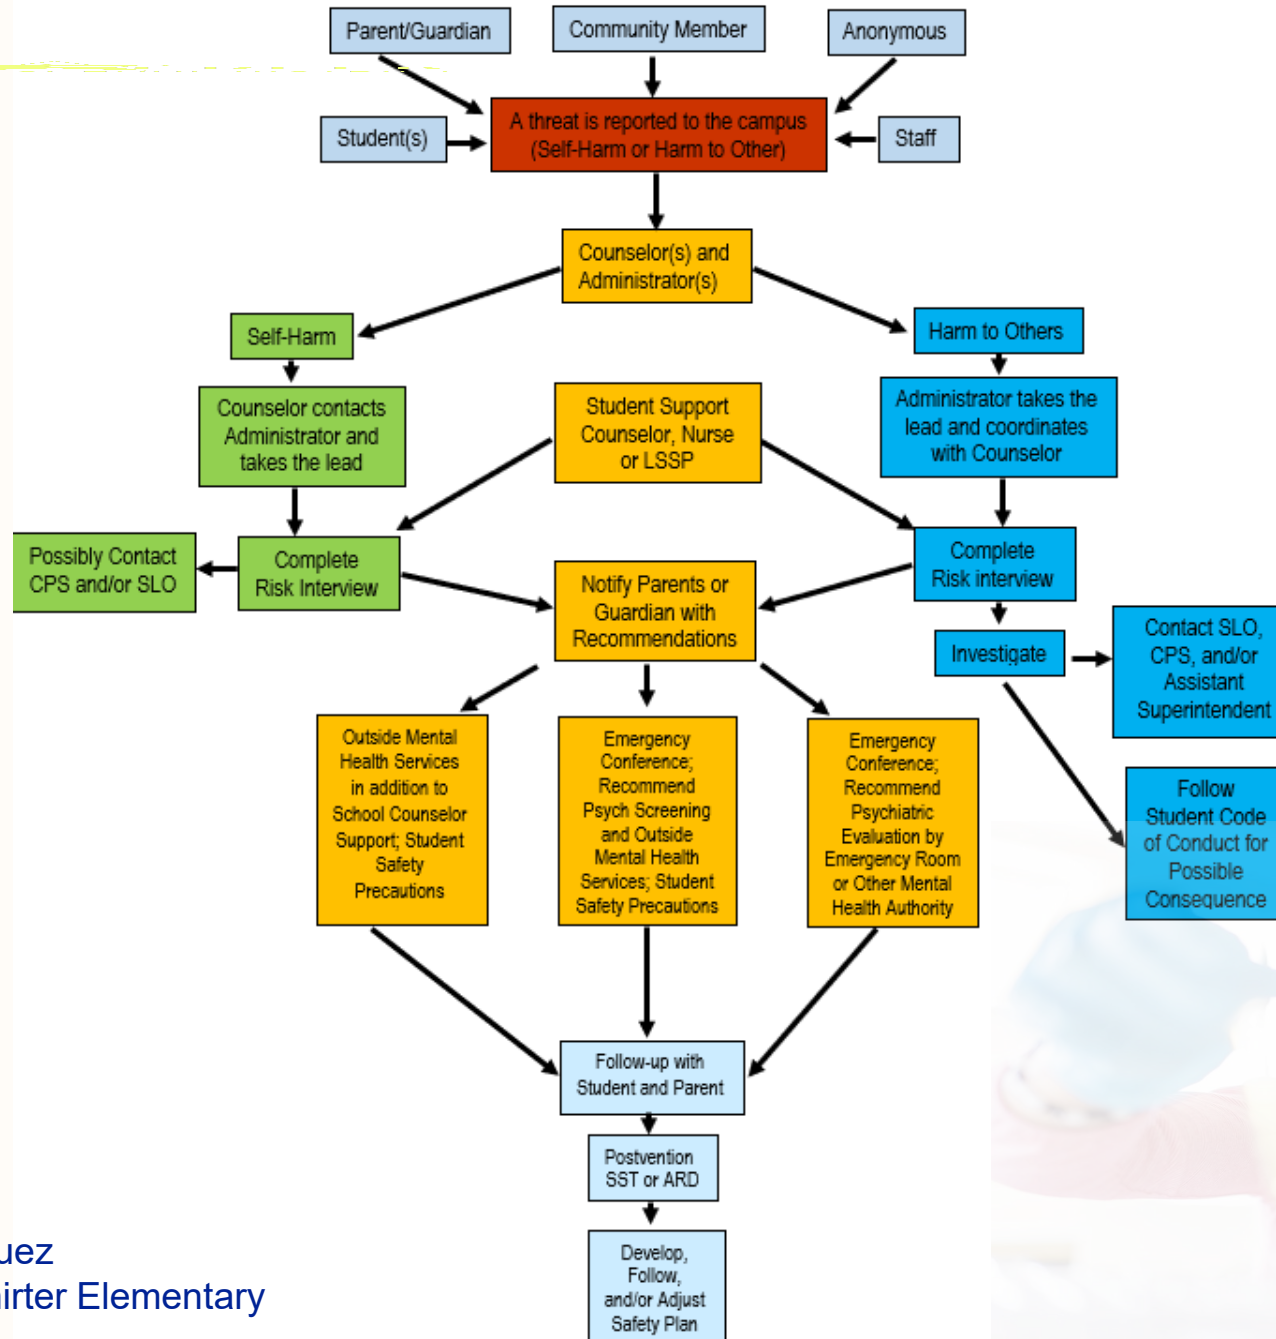 Parent/Guardian
Community Member
Anonymous
Student(s)
A threat is reported to the campus
(Self-Harm or Harm to Other)
Staff
Counselor(s) and
Administrator(s)
Self-Harm
Harm to Others
Counselor contacts
Administrator and
takes the lead
Student Support
Counselor, Nurse
or LSSP
Administrator takes the
lead and coordinates
with Counselor
Possibly Contact
CPS and/or SLO
Complete
Risk Interview
Complete
Risk interview
Notify Parents or
Guardian with
Recommendations
Investigate
Contact SLO,
CPS, and/or
Assistant
Superintendent
Outside Mental
Health Services
in addition to
School Counselor
Support; Student
Safety
Precautions
Emergency
Conference;
Recommend
Psych Screening
and Outside
Mental Health
Services; Student
Safety Precautions
Emergency
Conference;
Recommend
Psychiatric
Evaluation by
Emergency Room
or Other Mental
Health Authority
Follow
Student Code
of Conduct for
Possible
Consequence
Follow-up with
Student and Parent
Postvention
SST or ARD
Develop,
Follow,
and/or Adjust
Safety Plan
uez
irter Elementary